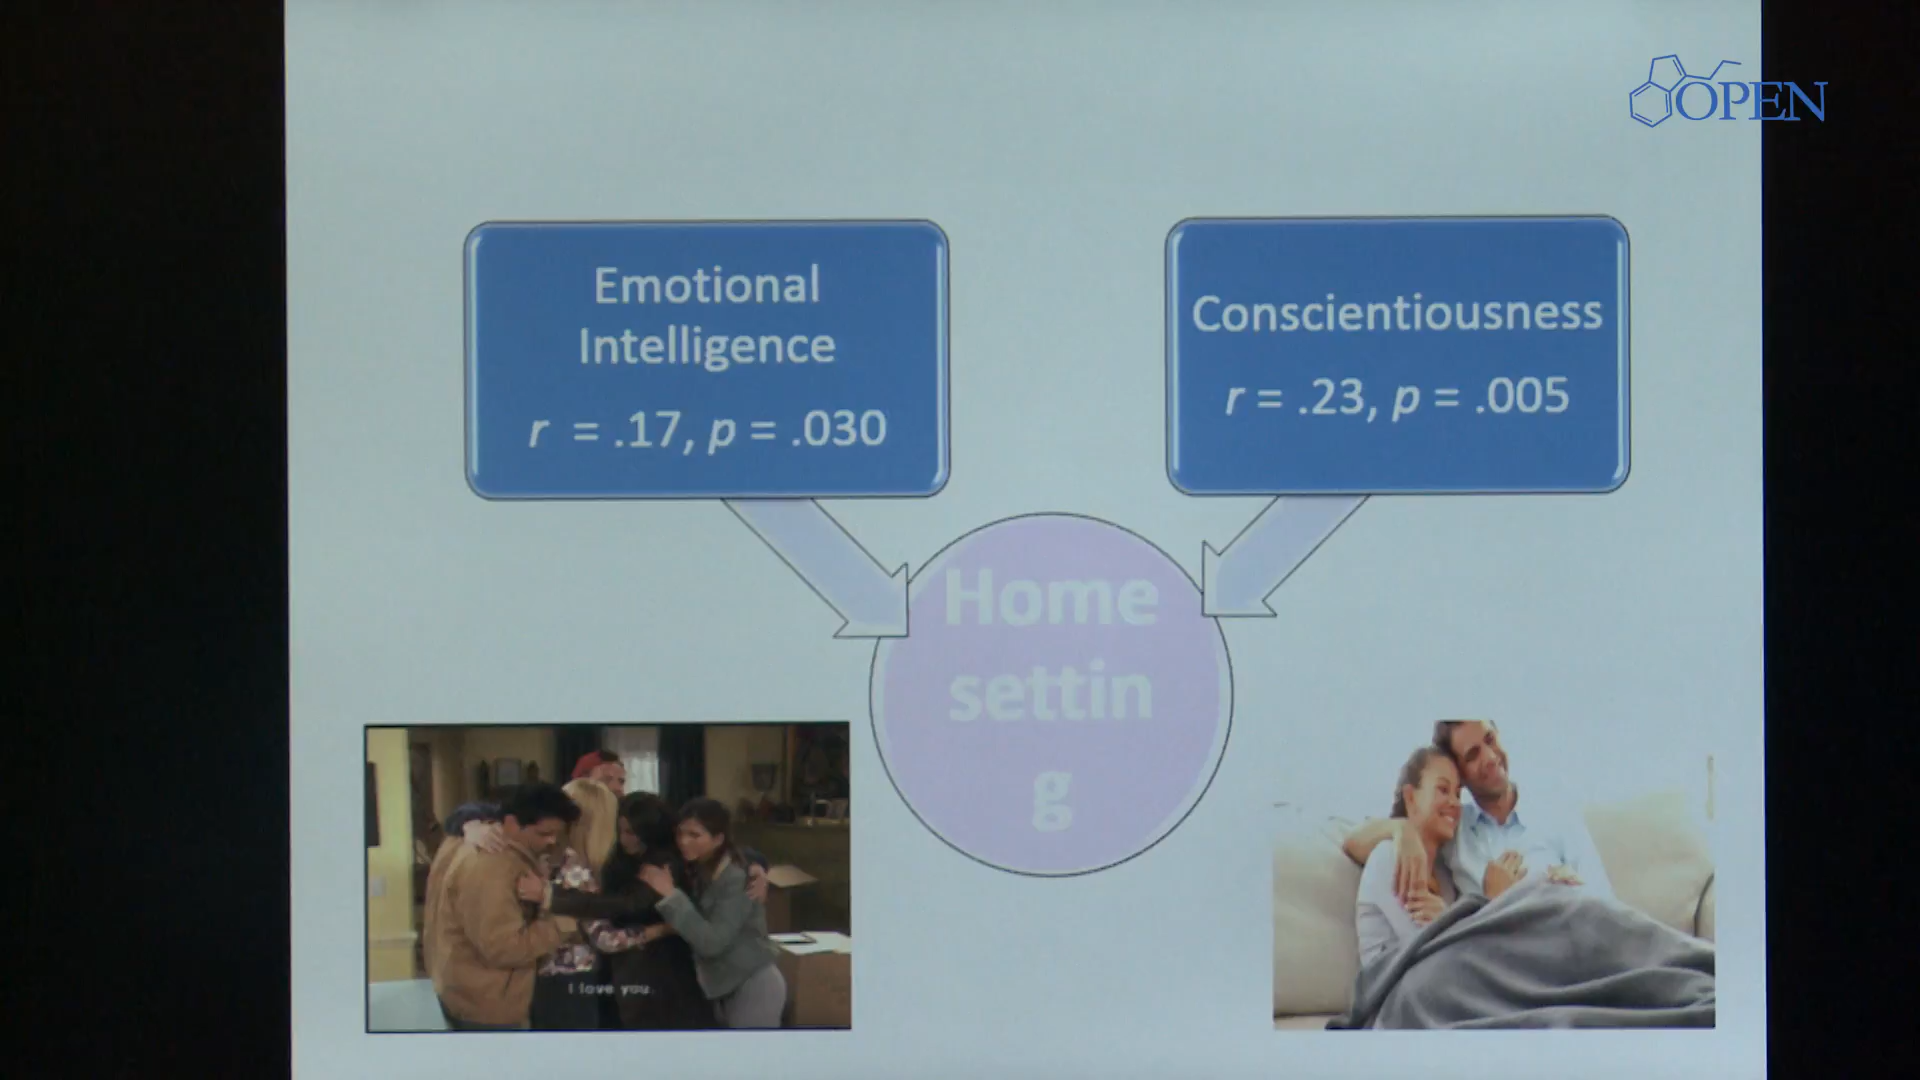 OPEN
Emotional
Intelligence
r = .17, p = .030
Conscientiousness
r = .23, p = .005
Home
settin
g
I love you.